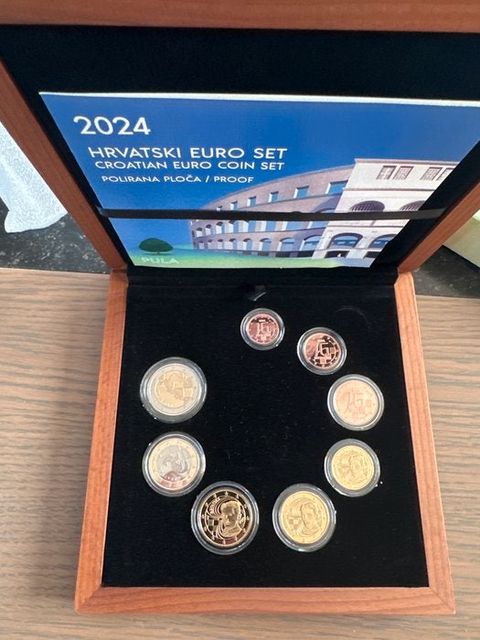 2024
HRVATSKI EURO SET
CROATIAN EURO COIN SET
POLIRANA PLOČA / PROOF
PULA